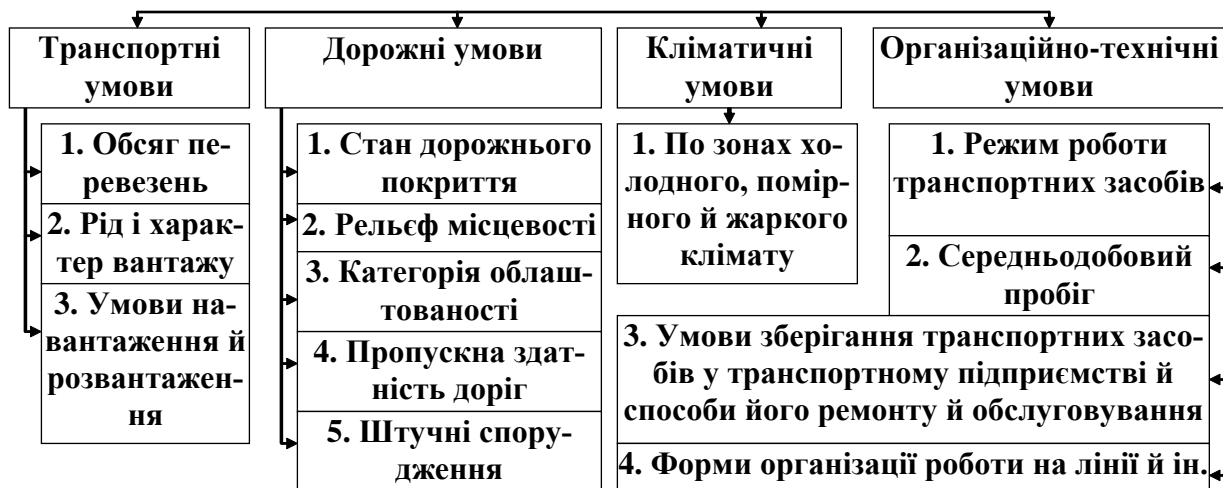 Транспортні
умови
Дорожні умови
Кліматичні
умови
Організаційно-технічні
умови
1. Обсяг пе-
ревезень
2. Рід і харак-
тер вантажу
3. Умови на-
вантаження й
розвантажен-
ня
1. Стан дорожнього
покриття
2. Рельєф місцевості
3. Категорія облаш-
тованості
4. Пропускна здат-
ність доріг
5. Штучні спору-
дження
1. По зонах хо-
лодного, помір-
ного й жаркого
клімату
1. Режим роботи
транспортних засобів
2. Середньодобовий
пробіг
3. Умови зберігання транспортних засо-
бів у транспортному підприємстві й
способи його ремонту й обслуговування
4. Форми організації роботи на лінії й ін.